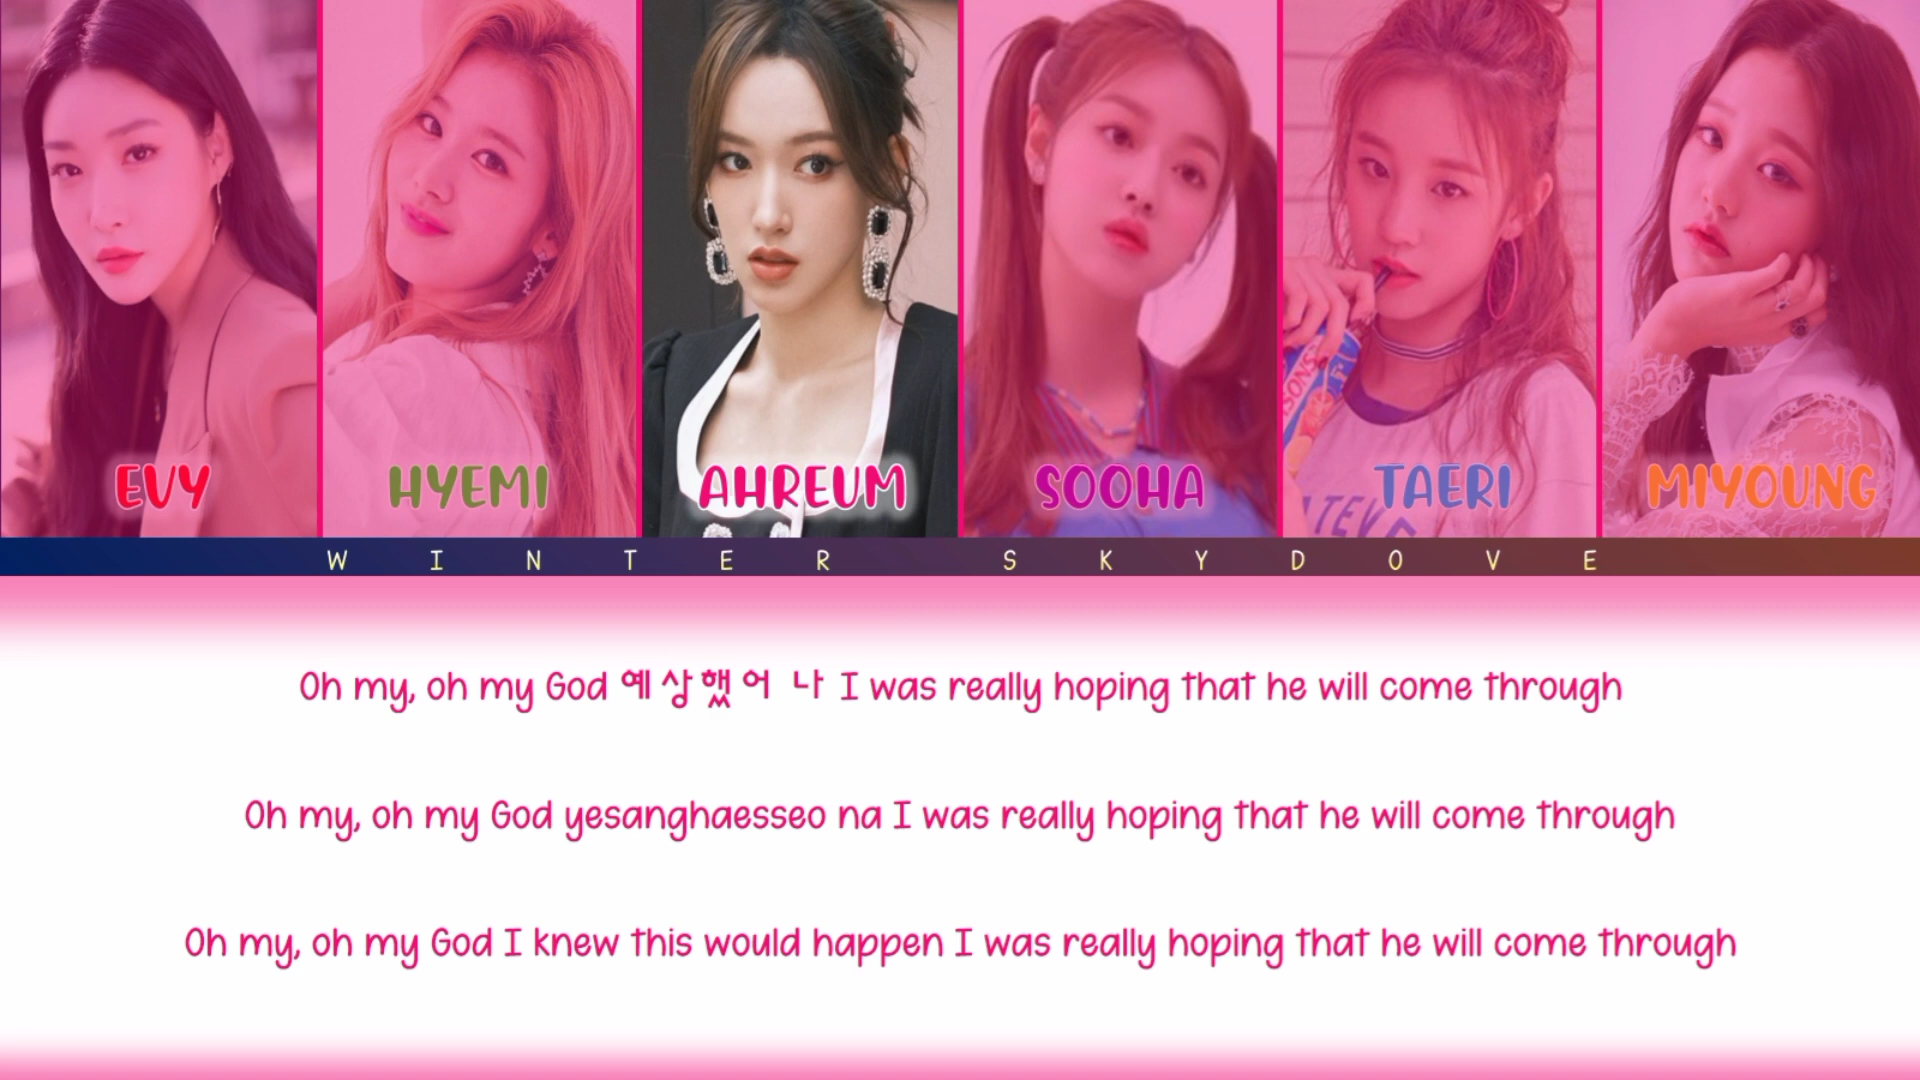 EVY HYEMI AHREUM SOOHA TAERI MIYOUNG
WINTER SKYDOVE
Oh my, oh my God 예상했어 나 I was really hoping that he will come through
Oh my, oh my God yesanghaesseo na I was really hoping that he will come through
Oh my, oh my God I knew this would happen I was really hoping that he will come through